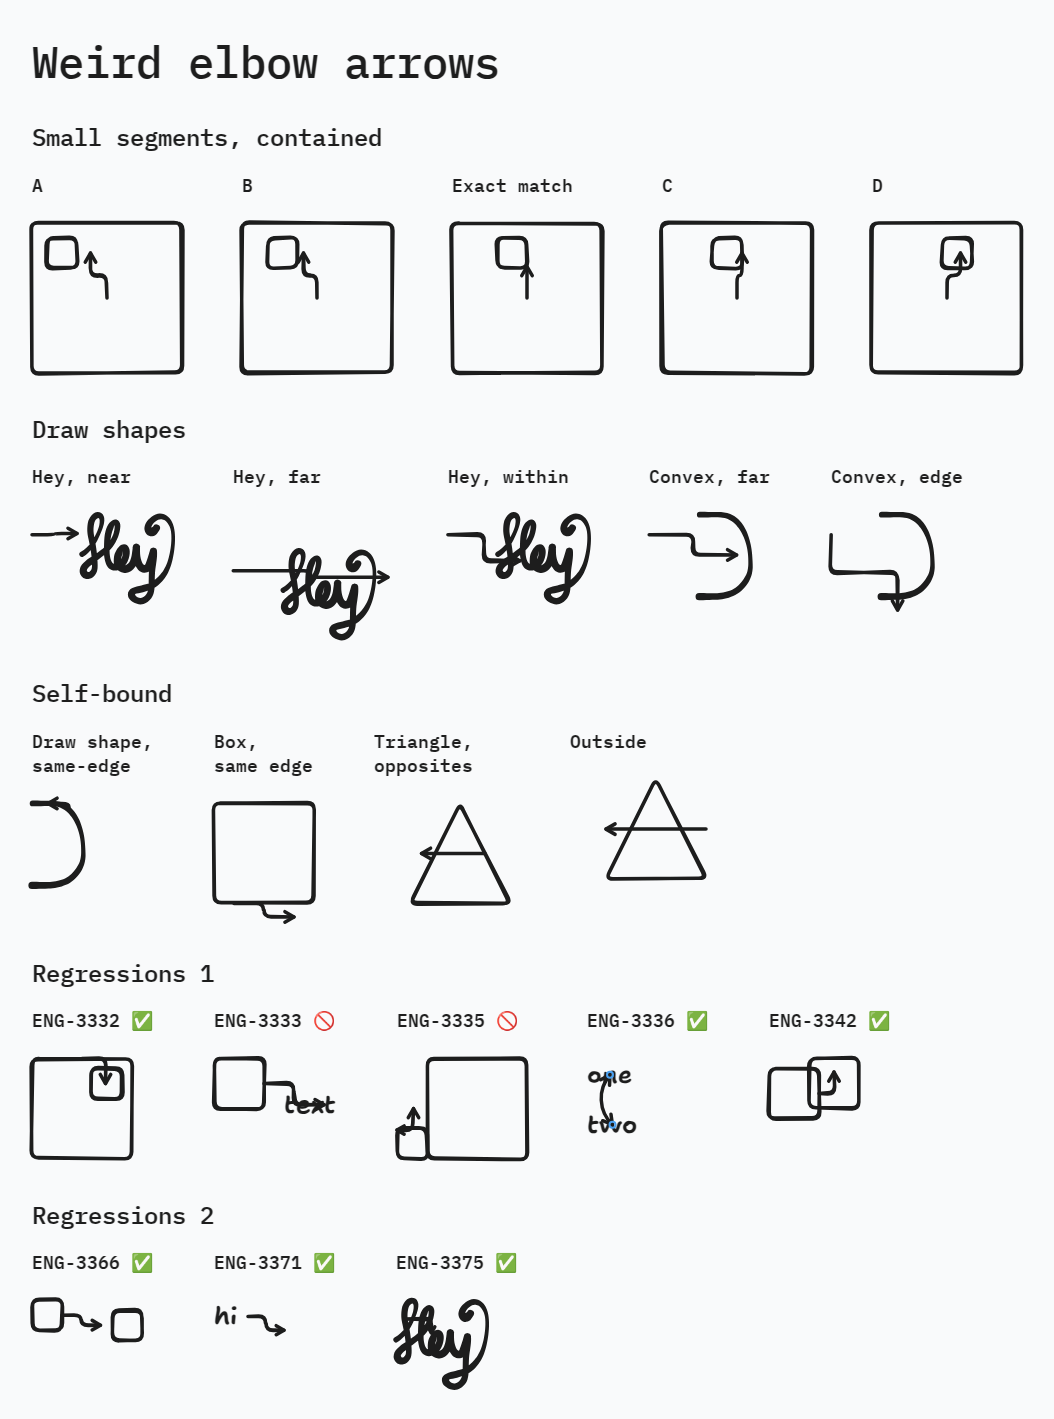 Weird elbow arrows
Small segments, contained
A
B
Exact match
C
D
Draw shapes
Hey, near
Hey, far
Hey, within
Convex, far
Convex, edge
Hey
Hey
Hey
Self-bound
Draw shape,
same-edge
Box,
same edge
Triangle,
opposites
Outside
Regressions 1
ENG-3332 ✅
ENG-3333 🚫
ENG-3335 🚫
ENG-3336 ✅
ENG-3342 ✅
text
one
two
Regressions 2
ENG-3366 ✅
ENG-3371 ✅
ENG-3375 ✅
hi
Hey